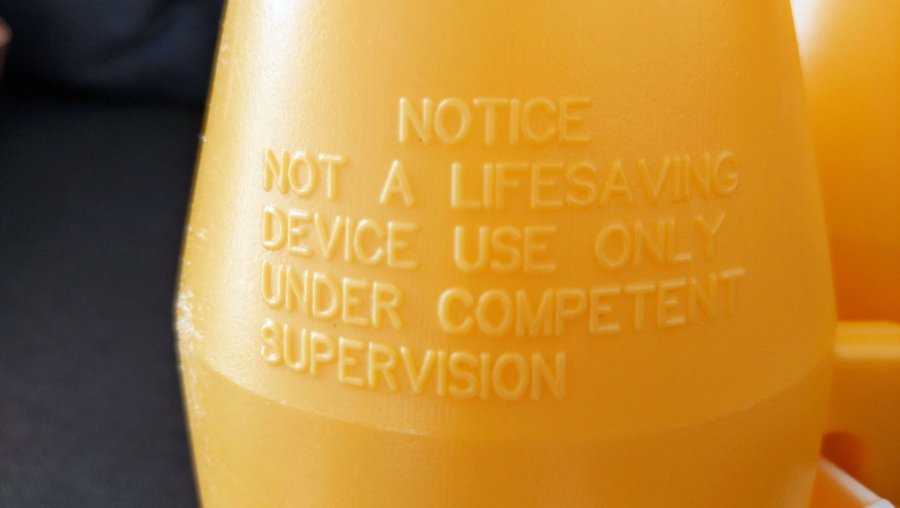 NOTICE
NOT A LIFESAVING
DEVICE USE ONLY
UNDER COMPETENT
SUPERVISION